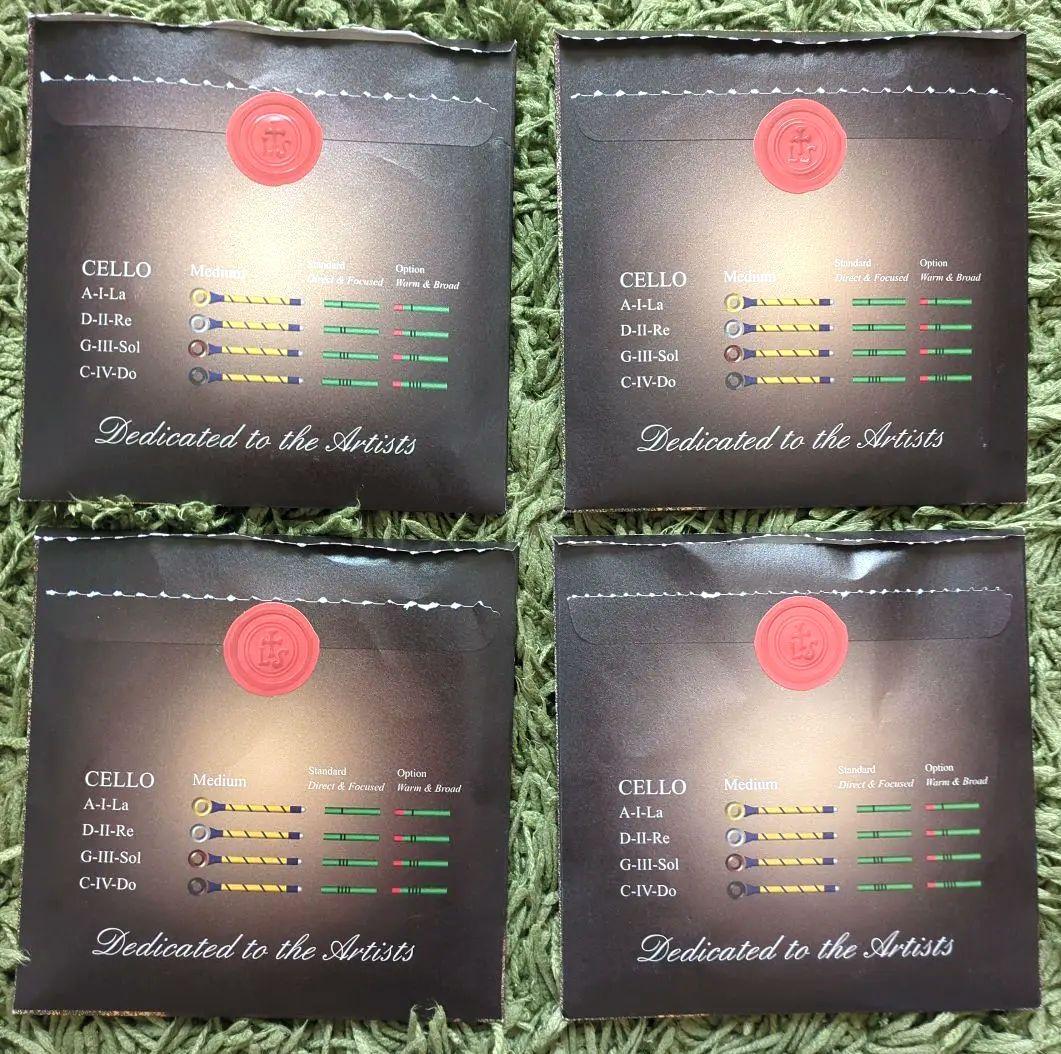 LTS
CELLO Medium Standard Option
Direct & Focused Warm & Broad
A-I-La
D-II-Re
G-III-Sol
C-IV-Do
Dedicated to the Artists
LTS
CELLO Medium Standard Option
Direct & Focused Warm & Broad
A-I-La
D-II-Re
G-III-Sol
C-IV-Do
Dedicated to the Artists
LTS
CELLO Medium Standard Option
Direct & Focused Warm & Broad
A-I-La
D-II-Re
G-III-Sol
C-IV-Do
Dedicated to the Artists
LTS
CELLO Medium Standard Option
Direct & Focused Warm & Broad
A-I-La
D-II-Re
G-III-Sol
C-IV-Do
Dedicated to the Artists